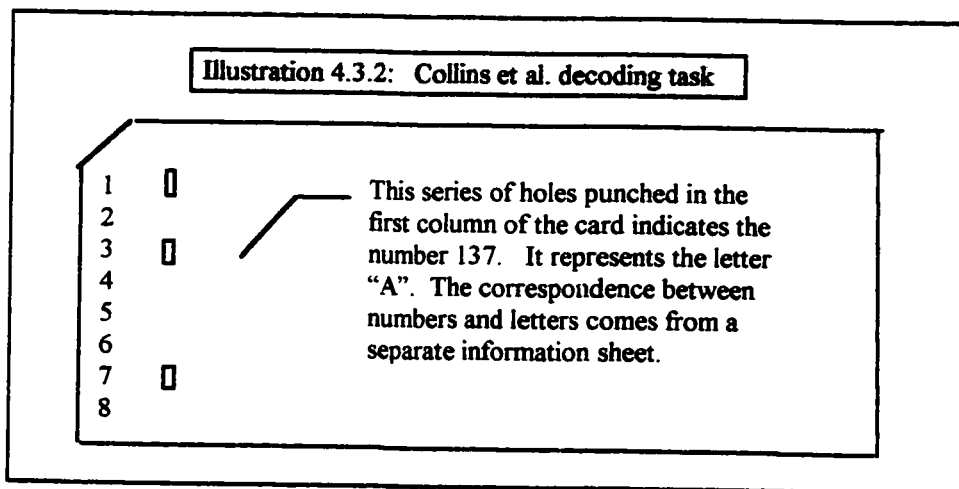 Illustration 4.3.2: Collins et al. decoding task
1
2
3
4
5
6
7
8
This series of holes punched in the
first column of the card indicates the
number 137. It represents the letter
“A”. The correspondence between
numbers and letters comes from a
separate information sheet.